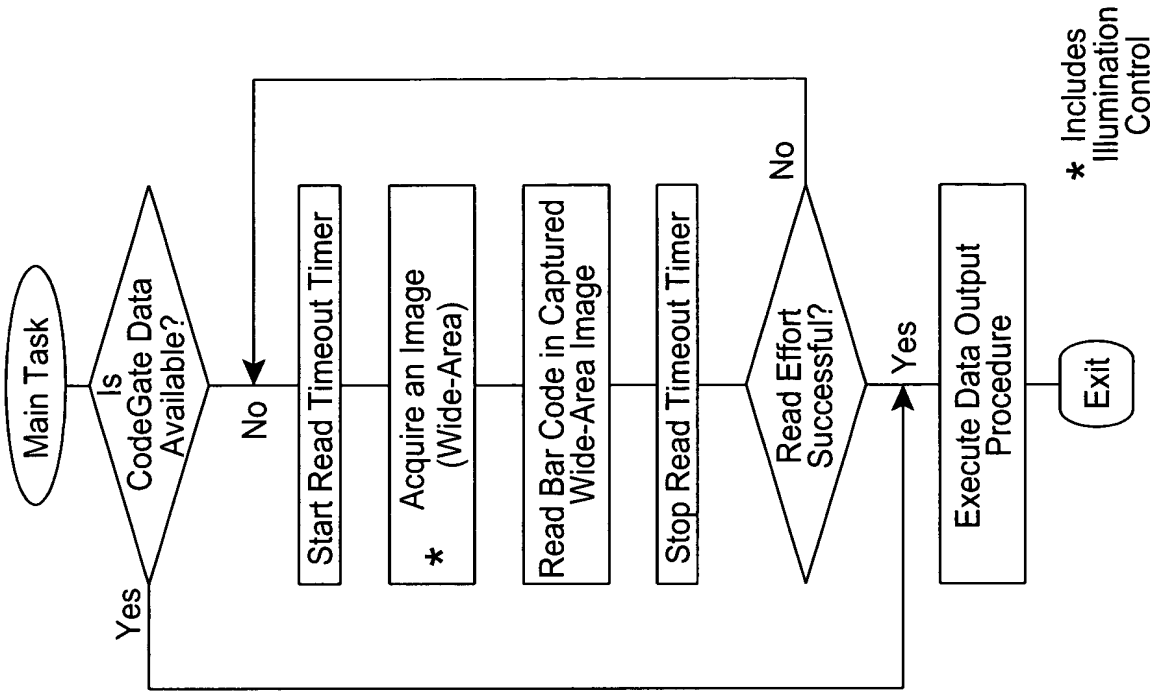 Main Task
Is
CodeGate Data
Available?
Yes
No
Start Read Timeout Timer
Acquire an Image
(Wide-Area)
*
Read Bar Code in Captured
Wide-Area Image
Stop Read Timeout Timer
Read Effort
Successful?
No
Yes
Execute Data Output
Procedure
Exit
* Includes
Illumination
Control